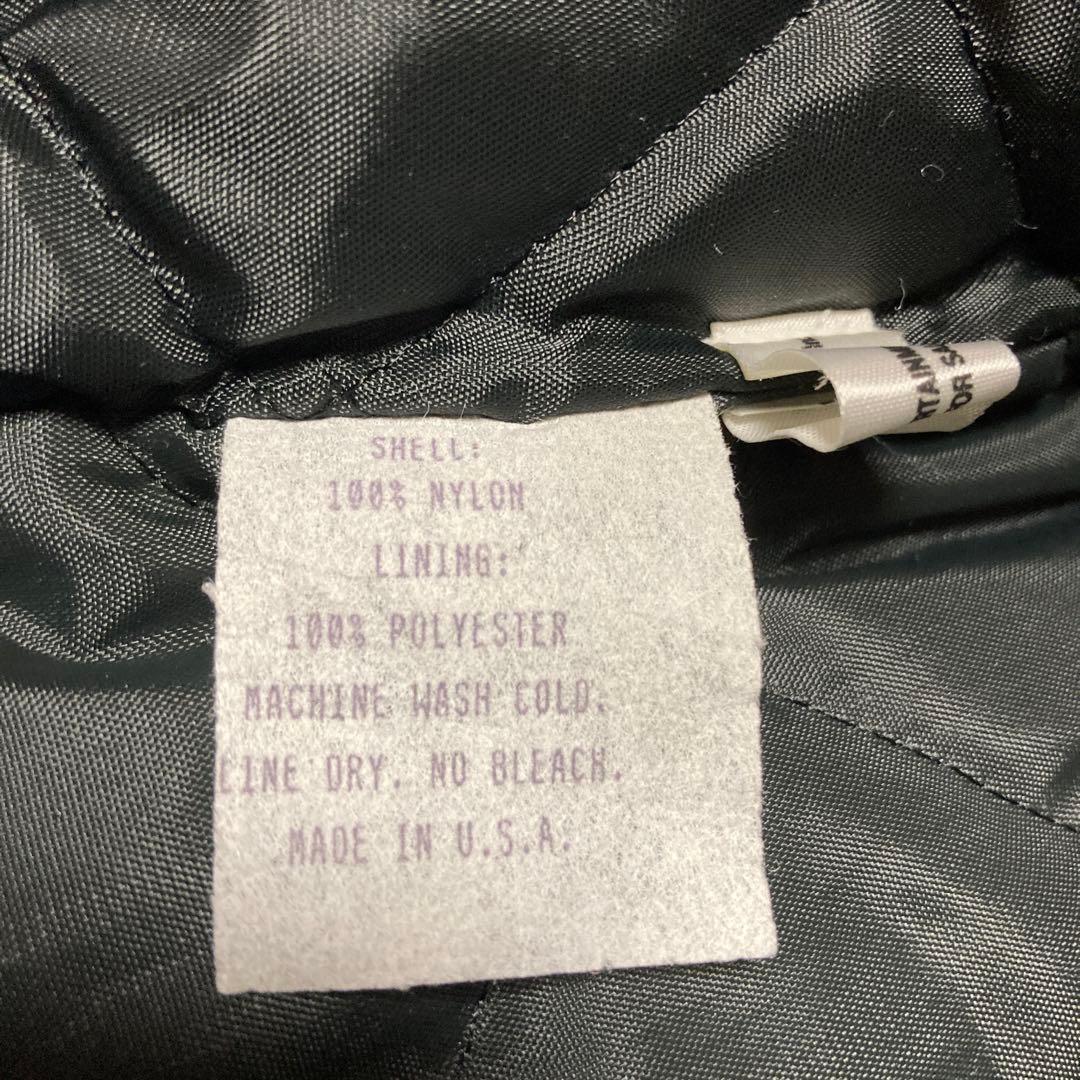 SHELL:
100% NYLON
LINING:
100% POLYESTER
MACHINE WASH COLD.
LINE DRY. NO BLEACH.
MADE IN U.S.A.